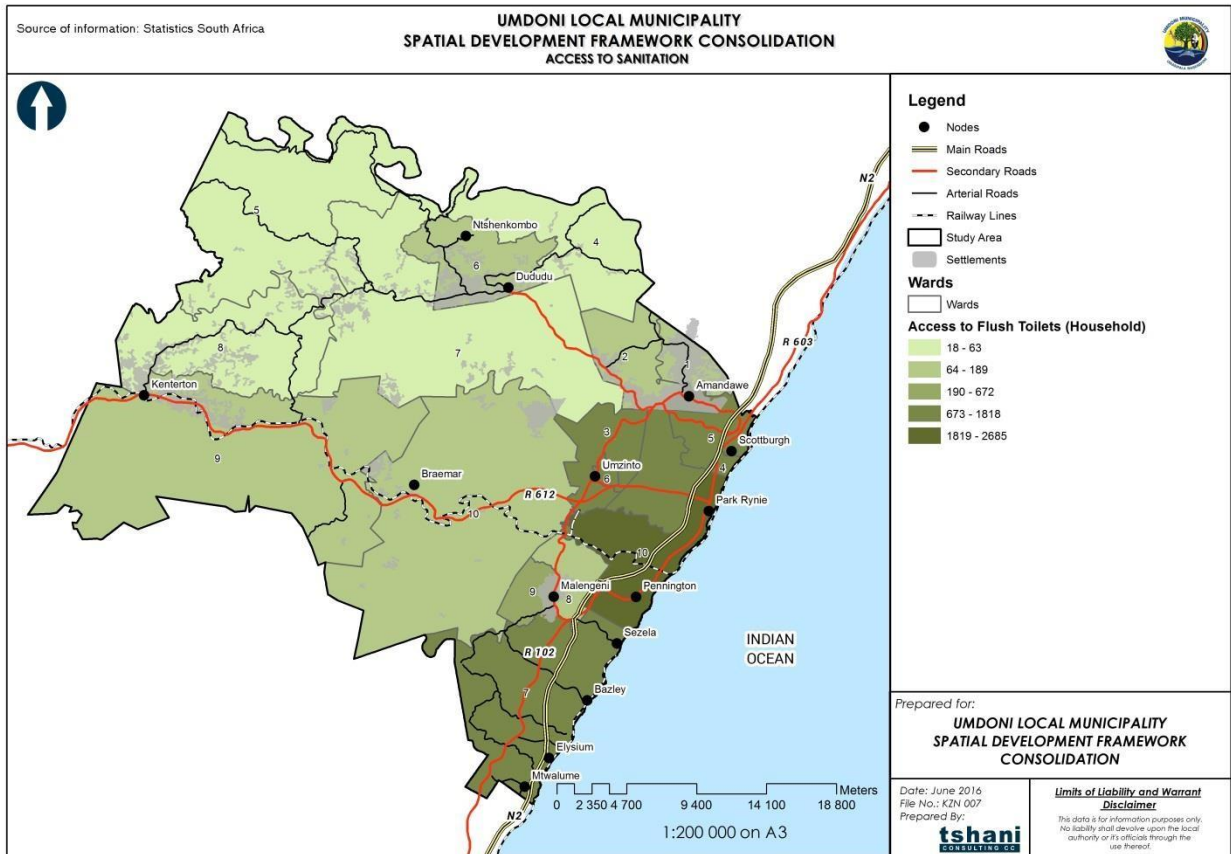 Source of information: Statistics South Africa
UMDONI LOCAL MUNICIPALITY
SPATIAL DEVELOPMENT FRAMEWORK CONSOLIDATION
ACCESS TO SANITATION
Legend
Nodes
Main Roads
Secondary Roads
Arterial Roads
Railway Lines
Study Area
Settlements
Wards
Wards
Access to Flush Toilets (Household)
18 - 63
64 - 189
190 - 672
673 - 1818
1819 - 2685
N2
5
Ntshenkombo
4
6
Dududu
R 603
8
7
2
1
Kenterton
Amandawe
3
5
Scottburgh
9
Umzinto
4
6
Braemar
R 612
Park Rynie
10
10
9
Malengeni
8
Pennington
Sezela
INDIAN
OCEAN
R 102
7
Bazley
Elysium
Mtwalume
N2
Meters
0 2 350 4 700 9 400 14 100 18 800
1:200 000 on A3
Prepared for:
UMDONI LOCAL MUNICIPALITY
SPATIAL DEVELOPMENT FRAMEWORK
CONSOLIDATION
Date: June 2016
File No.: KZN 007
Prepared By:
tshani
CONSULTING CC
Limits of Liability and Warrant
Disclaimer
This data is for information purposes only.
No liability shall devolve upon the local
authority or it's officials through the
use thereof.